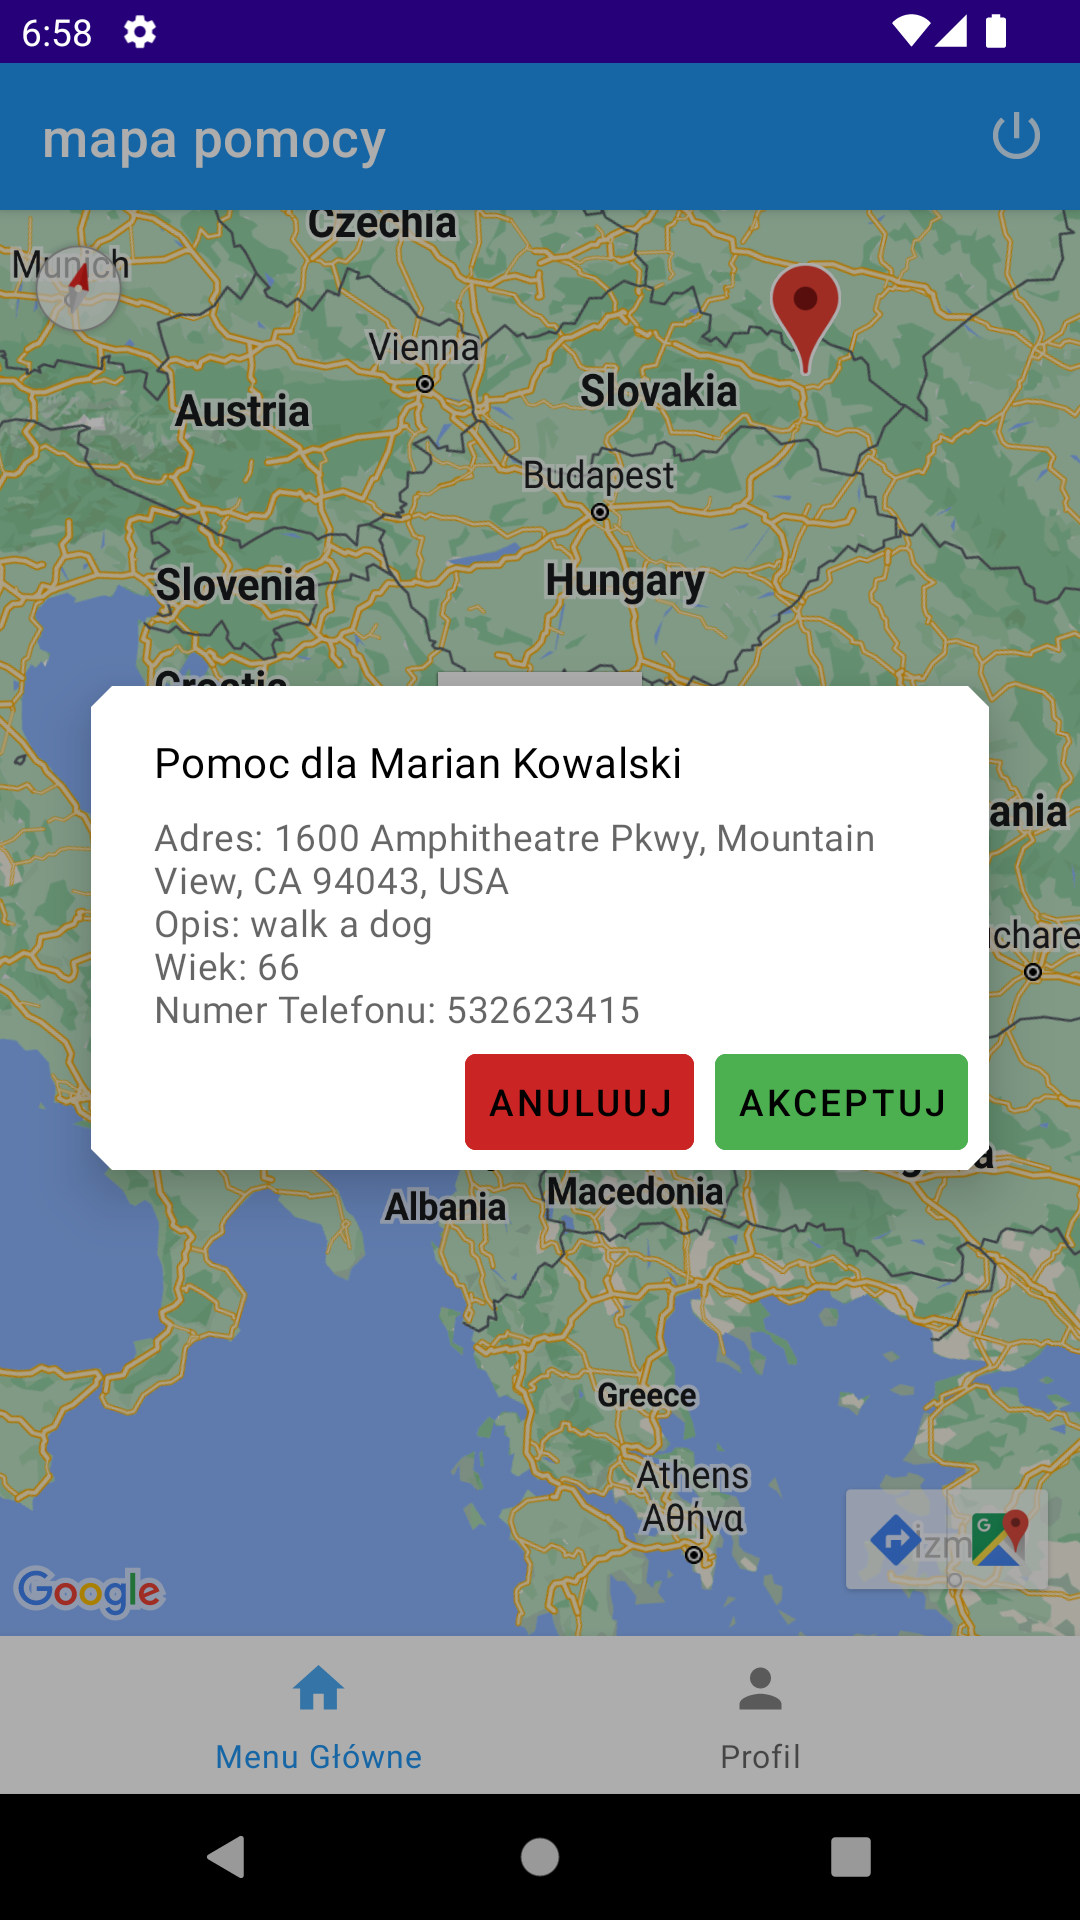 6:58
mapa pomocy
Czechia
Munich
Vienna
Slovakia
Austria
Budapest
Hungary
Slovenia
Croatia
Pomoc dla Marian Kowalski
ania
Adres: 1600 Amphitheatre Pkwy, Mountain
View, CA 94043, USA
Opis: walk a dog
uchare
Wiek: 66
Numer Telefonu: 532623415
ANULUUJ
AKCEPTUJ
Macedonia
Albania
Greece
Athens
Αθήνα
izm
Google
Menu Główne
Profil